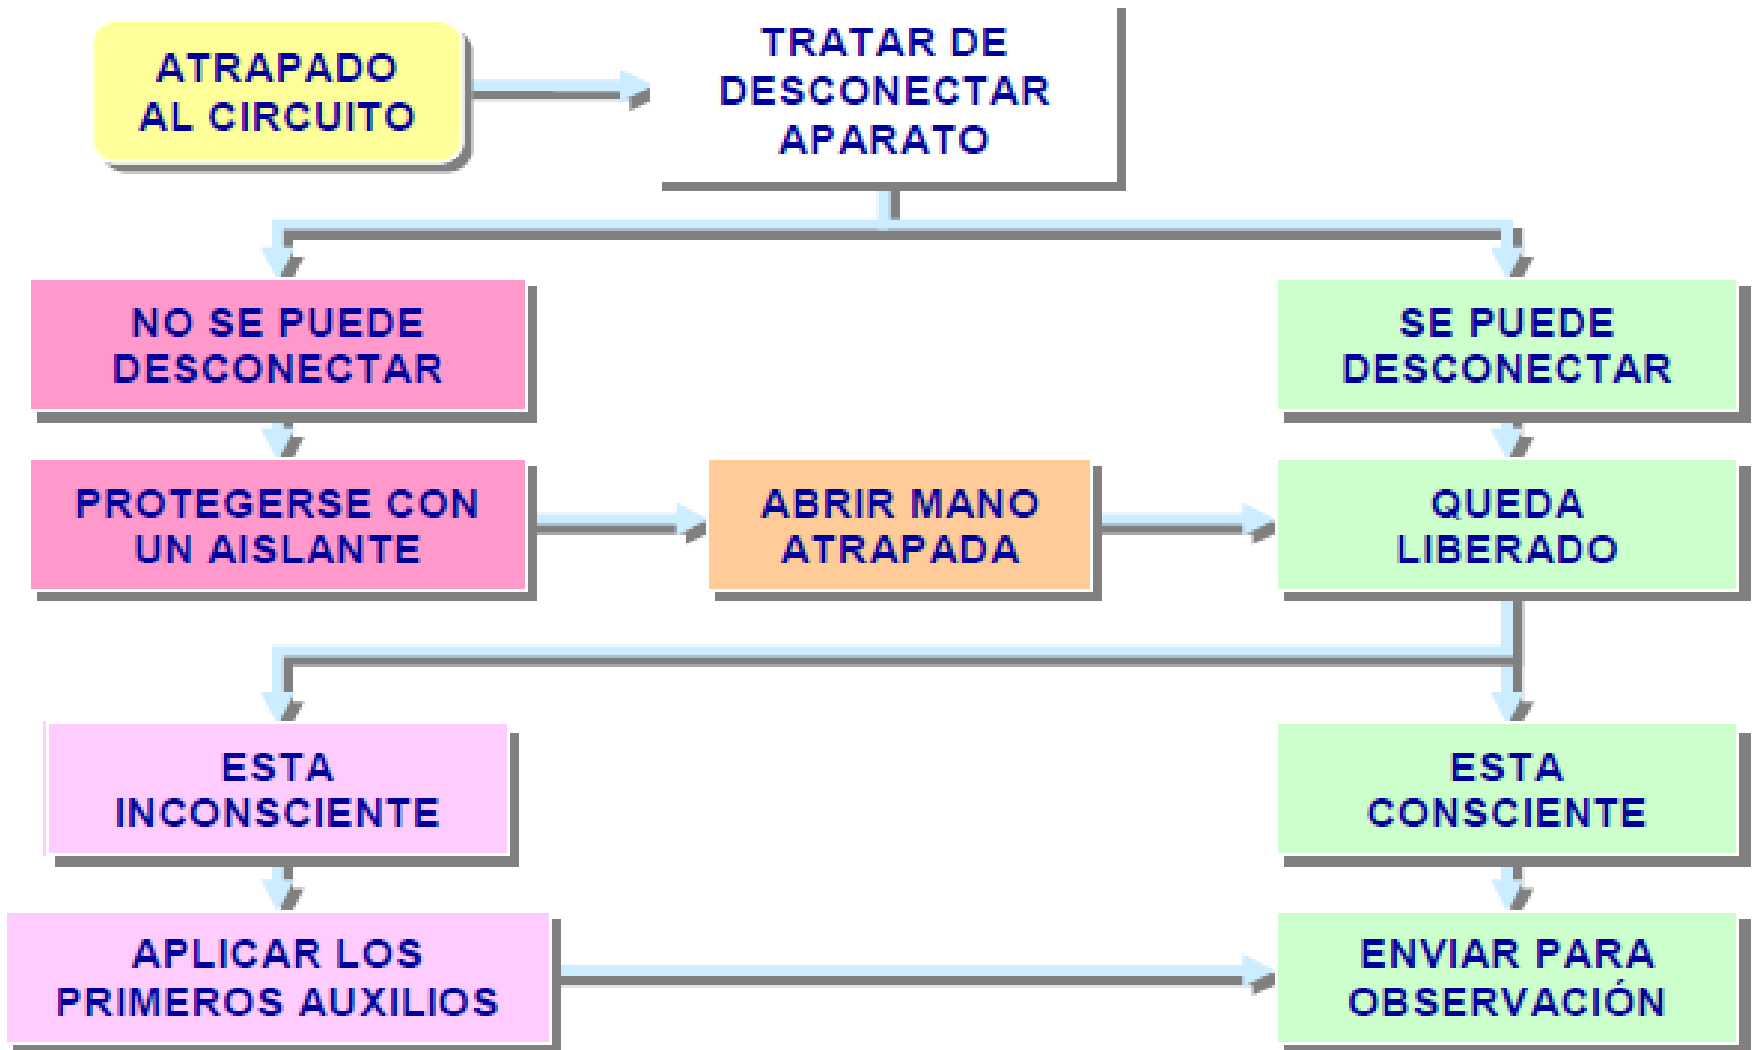 ATRAPADO
AL CIRCUITO
TRATAR DE
DESCONECTAR
APARATO
NO SE PUEDE
DESCONECTAR
SE PUEDE
DESCONECTAR
PROTEGERSE CON
UN AISLANTE
ABRIR MANO
ATRAPADA
QUEDA
LIBERADO
ESTA
INCONSCIENTE
ESTA
CONSCIENTE
APLICAR LOS
PRIMEROS AUXILIOS
ENVIAR PARA
OBSERVACIÓN